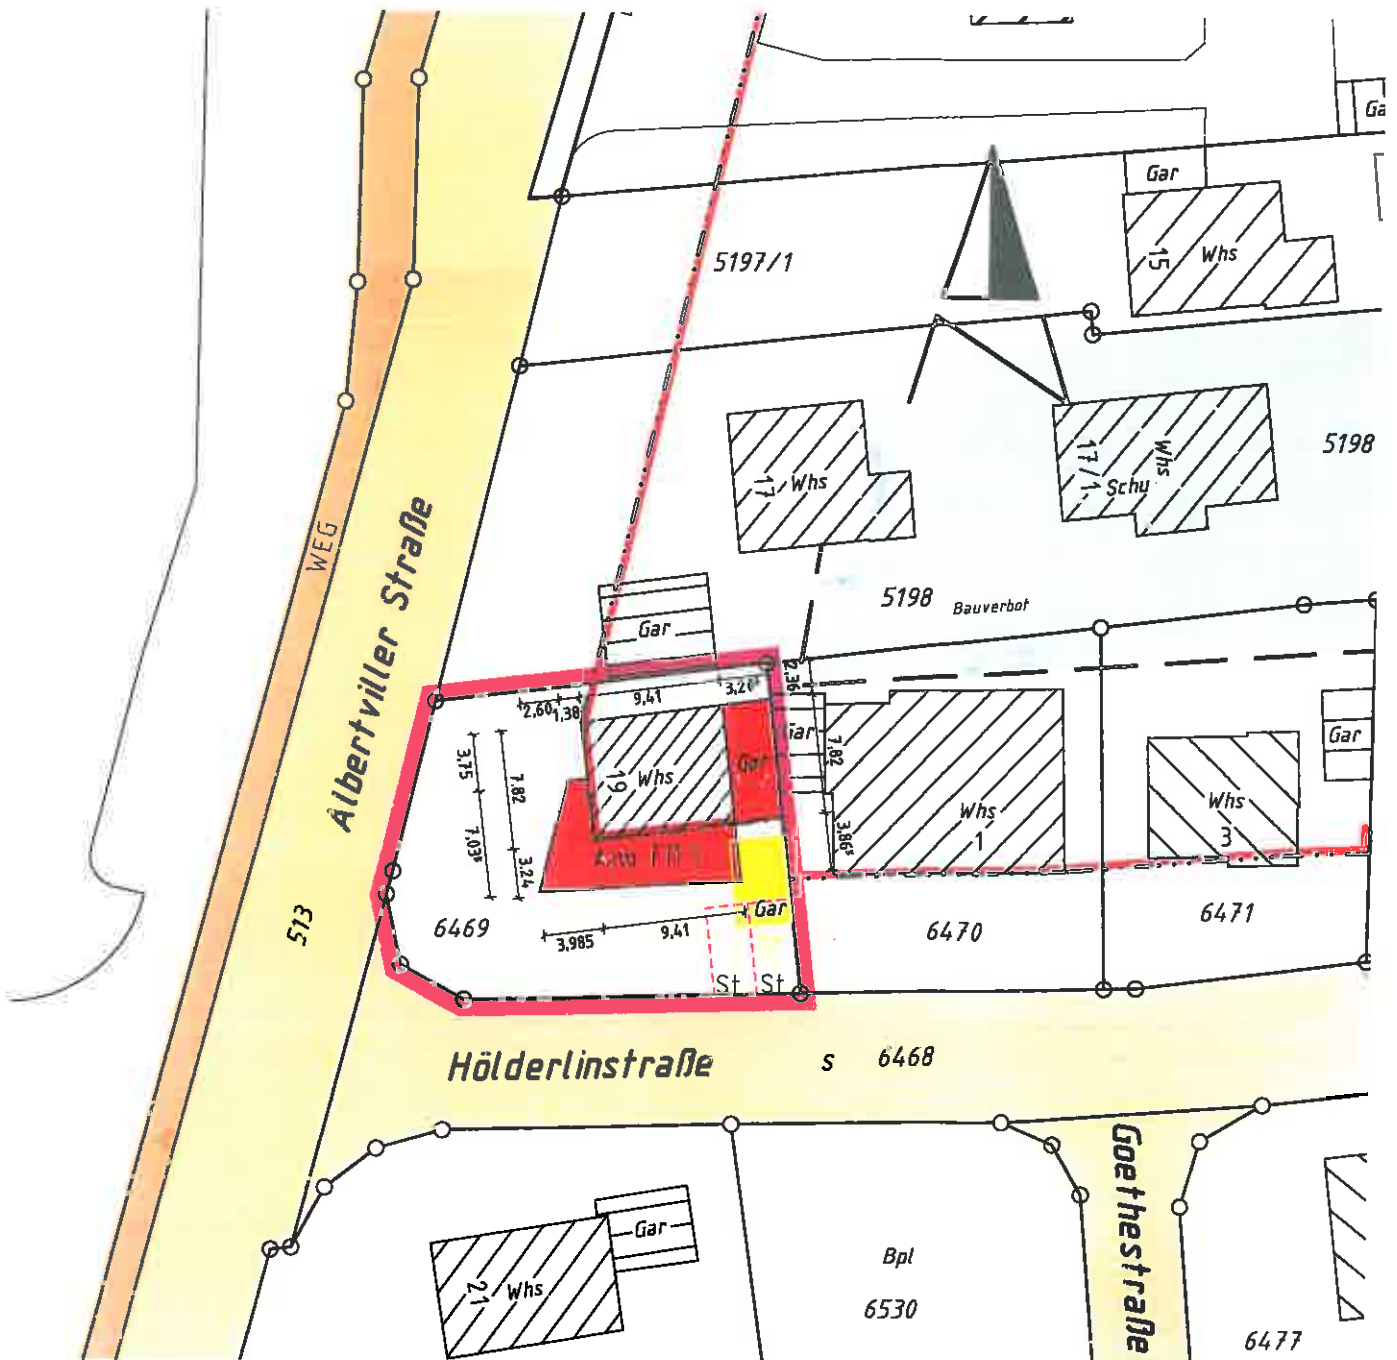 Ga
Gar
15
Whs
5197/1
17
Whs
17/1
Whs
Schu
5198
WEG
Albertviller Straße
5198
Bauverbot
Gar
2,60
1,38
9,41
3,20
2,36
3,75
7,82
7,03⁵
3,24
19
Whs
Gar
Gar
7,82
3,86⁵
Whs
1
Whs
3
Gar
513
6469
3,985
9,41
Gar
6470
6471
St
St
Hölderlinstraße
s
6468
Goethestraße
Gar
21
Whs
Bpl
6530
6477